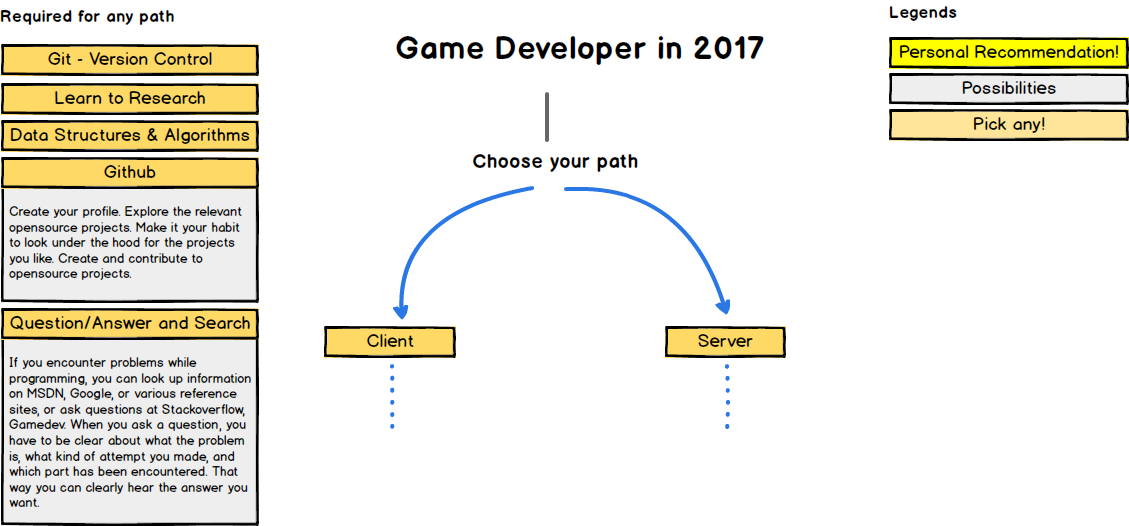 Required for any path
Git - Version Control
Learn to Research
Data Structures & Algorithms
Github
Create your profile. Explore the relevant
opensource projects. Make it your habit
to look under the hood for the projects
you like. Create and contribute to
opensource projects.
Question/Answer and Search
If you encounter problems while
programming, you can look up information
on MSDN, Google, or various reference
sites, or ask questions at Stackoverflow,
Gamedev. When you ask a question, you
have to be clear about what the problem
is, what kind of attempt you made, and
which part has been encountered. That
way you can clearly hear the answer you
want.
Game Developer in 2017
Choose your path
Client
Server
Legends
Personal Recommendation!
Possibilities
Pick any!